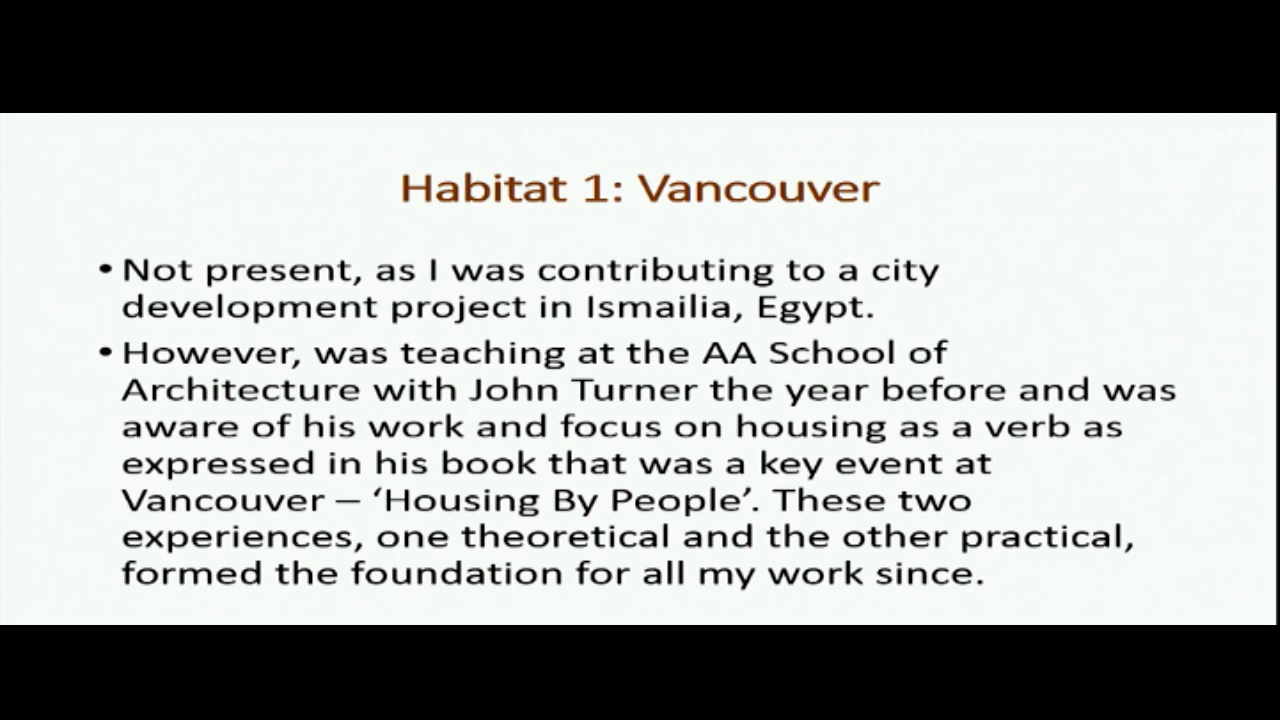 Habitat 1: Vancouver
• Not present, as I was contributing to a city
development project in Ismailia, Egypt.
• However, was teaching at the AA School of
Architecture with John Turner the year before and was
aware of his work and focus on housing as a verb as
expressed in his book that was a key event at
Vancouver – ‘Housing By People’. These two
experiences, one theoretical and the other practical,
formed the foundation for all my work since.